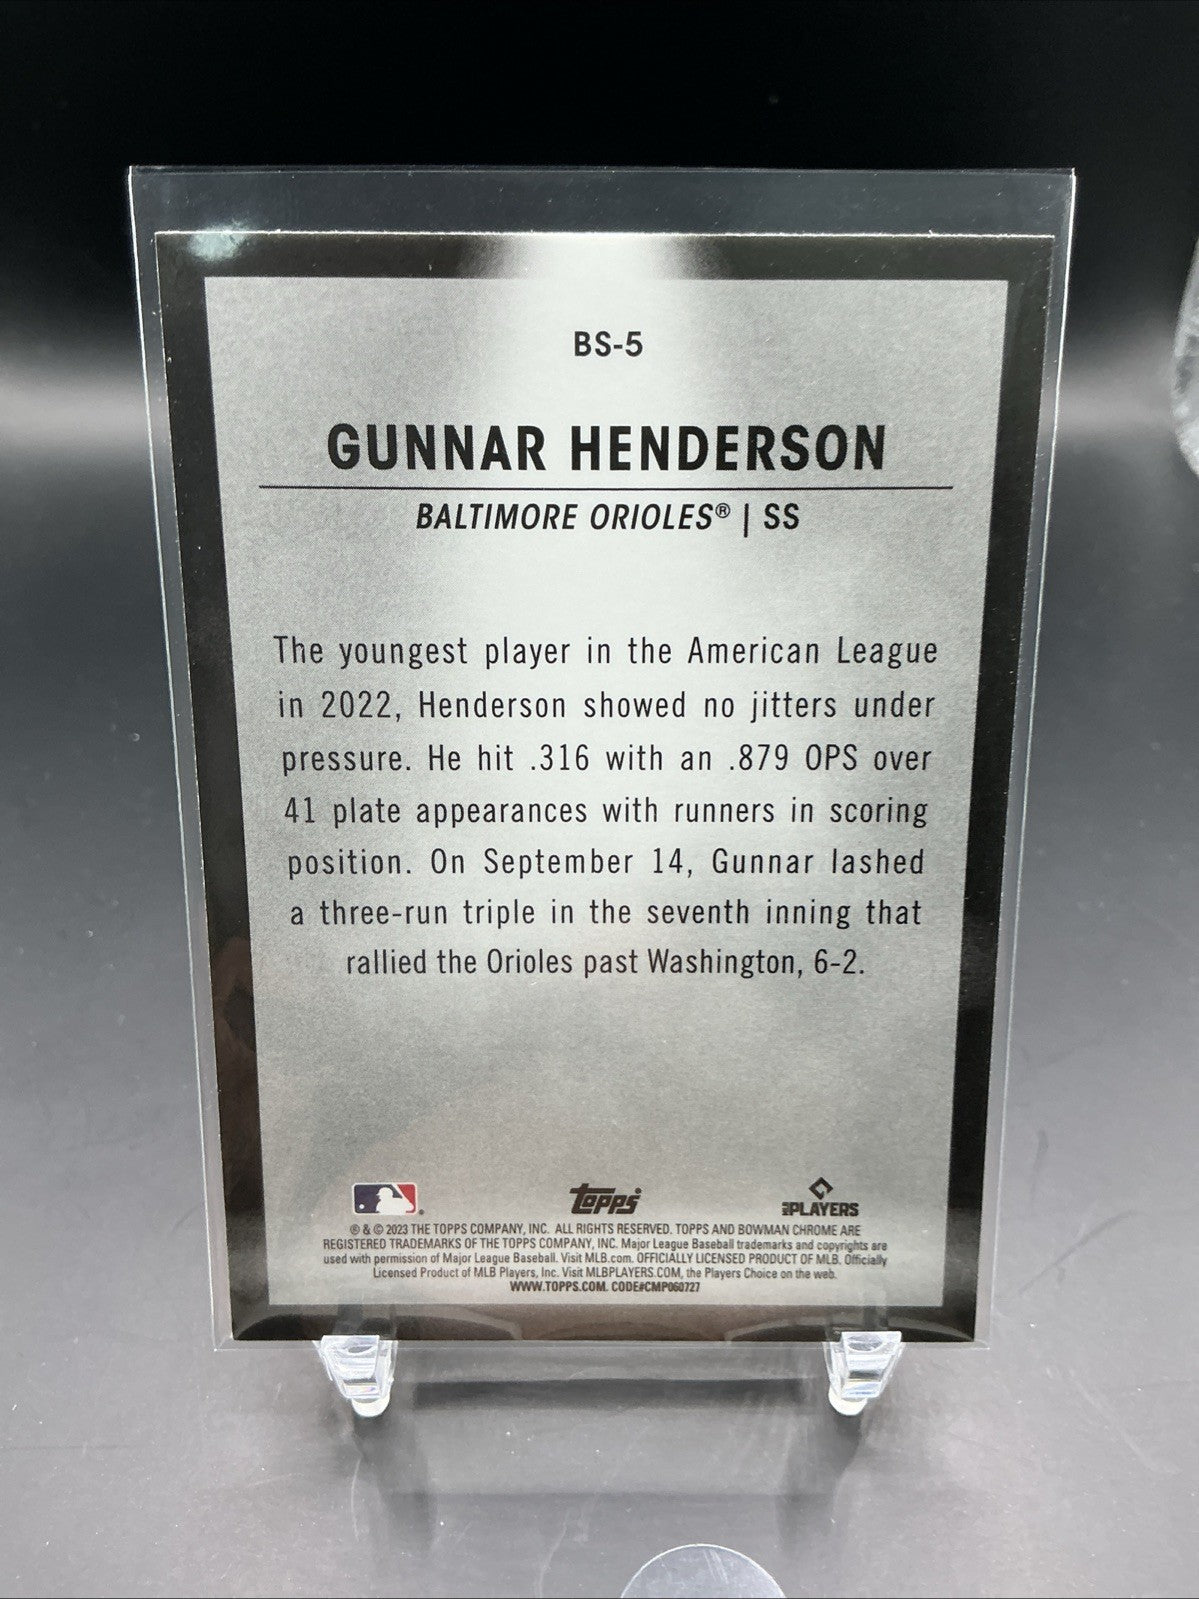 BS-5
GUNNAR HENDERSON
BALTIMORE ORIOLES® | SS
The youngest player in the American League
in 2022, Henderson showed no jitters under
pressure. He hit .316 with an .879 OPS over
41 plate appearances with runners in scoring
position. On September 14, Gunnar lashed
a three-run triple in the seventh inning that
rallied the Orioles past Washington, 6-2.
Topps PLAYERS
® & © 2023 THE TOPPS COMPANY, INC. ALL RIGHTS RESERVED. TOPPS AND BOWMAN CHROME ARE
REGISTERED TRADEMARKS OF THE TOPPS COMPANY, INC. Major League Baseball trademarks and copyrights are
used with permission of Major League Baseball. Visit MLB.com. OFFICIALLY LICENSED PRODUCT OF MLB. Officially
Licensed Product of MLB Players, Inc. Visit MLBPLAYERS.COM, the Players Choice on the web.
WWW.TOPPS.COM. CODE#CMP060727